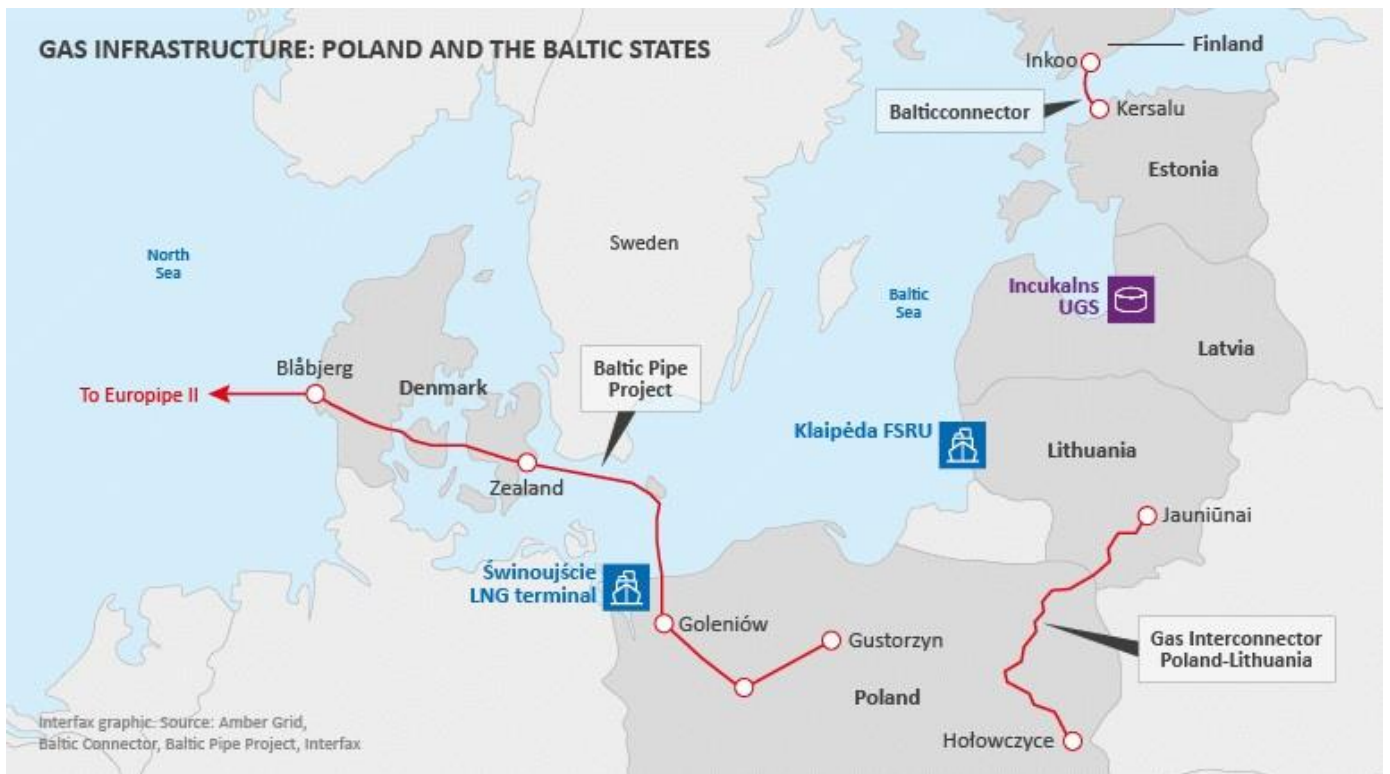 GAS INFRASTRUCTURE: POLAND AND THE BALTIC STATES
Finland
Inkoo
Balticconnector
Kersalu
Estonia
Sweden
North
Sea
Baltic
Sea
Incukalns
UGS
Latvia
Blåbjerg
To Europipe II
Denmark
Baltic Pipe
Project
Klaipėda FSRU
Lithuania
Zealand
Jauniūnai
Świnoujście
LNG terminal
Goleniów
Gustorzyn
Gas Interconnector
Poland-Lithuania
Poland
Hołowczyce
Interfax graphic. Source: Amber Grid,
Baltic Connector, Baltic Pipe Project, Interfax